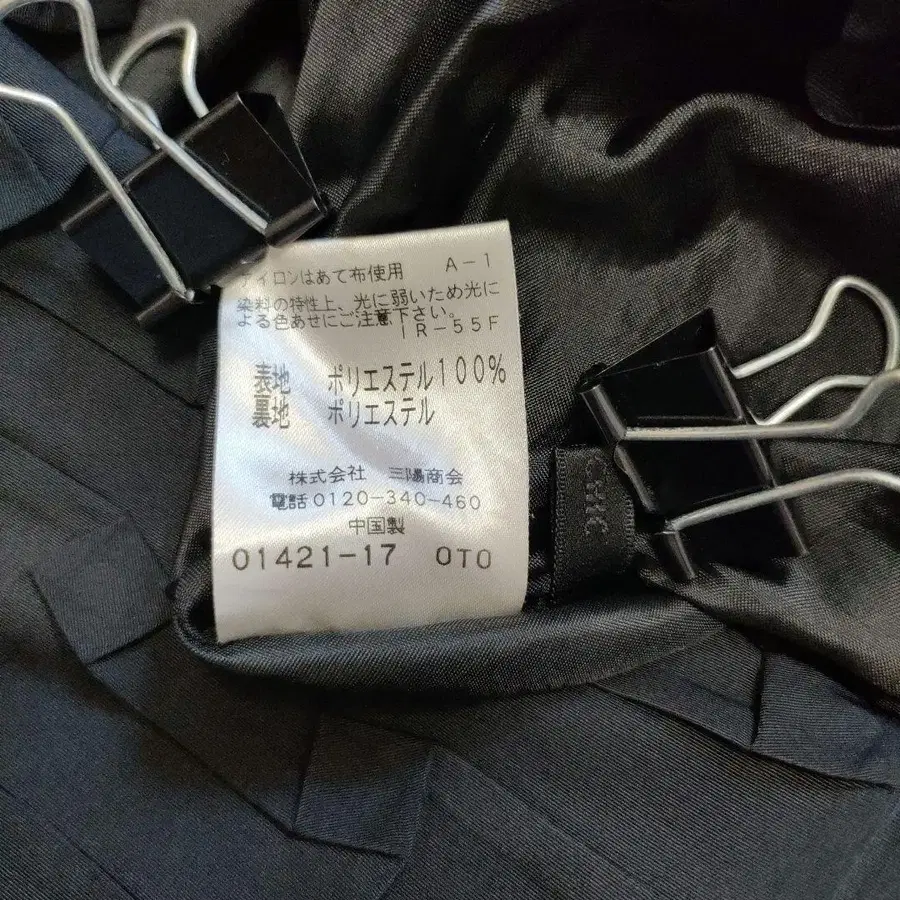 アイロンはあて布使用 A-1
染料の特性上、光に弱いため光に
よる色あせにご注意下さい。
IR-55F
表地 ポリエステル100%
裏地 ポリエステル
株式会社 三陽商会
電話0120-340-460
中国製
01421-17 OTO